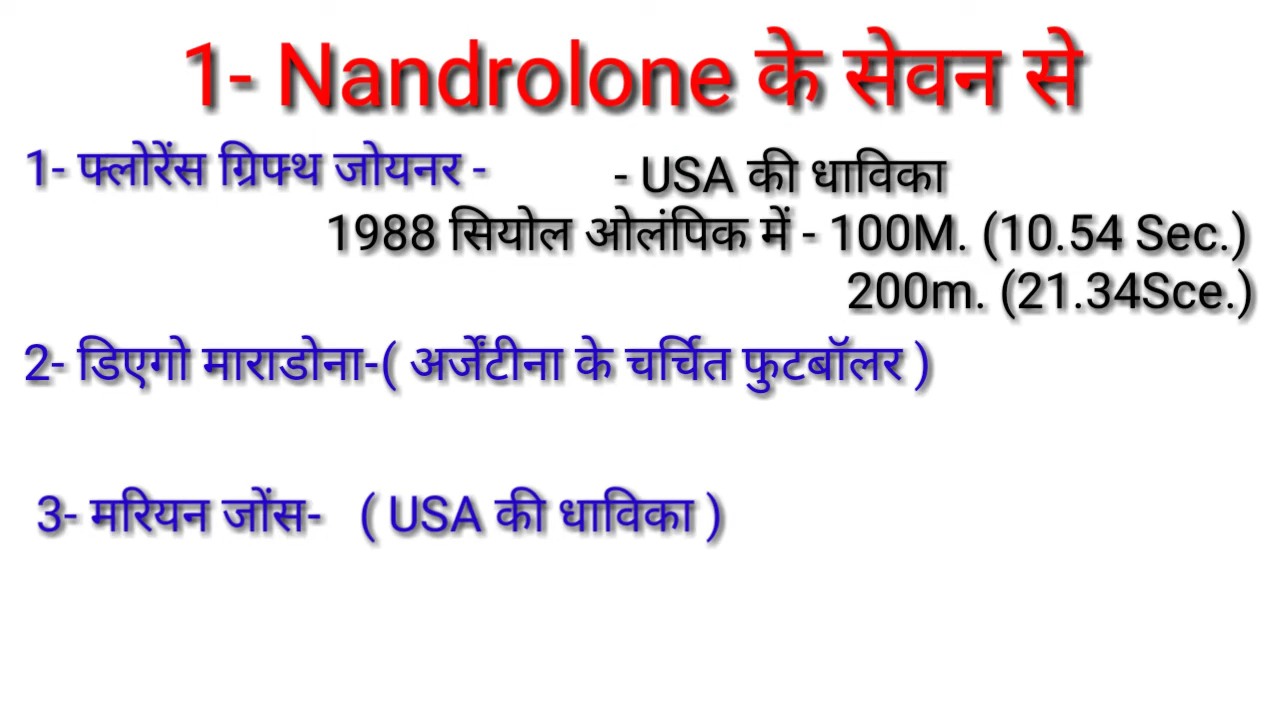 1- Nandrolone के सेवन से
1- फ्लोरेंस ग्रिफ्थ जोयनर - - USA की धाविका
1988 सियोल ओलंपिक में - 100M. (10.54 Sec.)
200m. (21.34Sce.)
2- डिएगो माराडोना-( अर्जेंटीना के चर्चित फुटबॉलर )
3- मरियन जोंस- ( USA की धाविका )